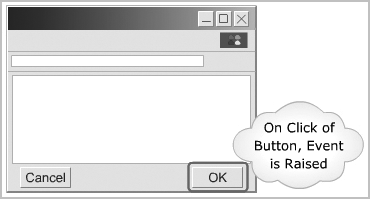 On Click of
Button, Event
is Raised
Cancel
OK